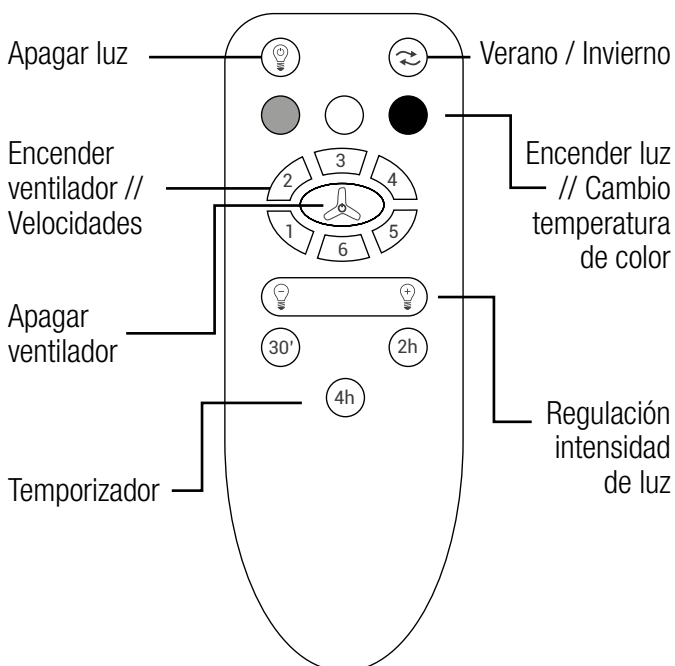 Apagar luz
Verano / Invierno
Encender
ventilador //
Velocidades
Encender luz
// Cambio
temperatura
de color
3
2
4
1
5
6
Apagar
ventilador
30'
2h
4h
Regulación
intensidad
de luz
Temporizador